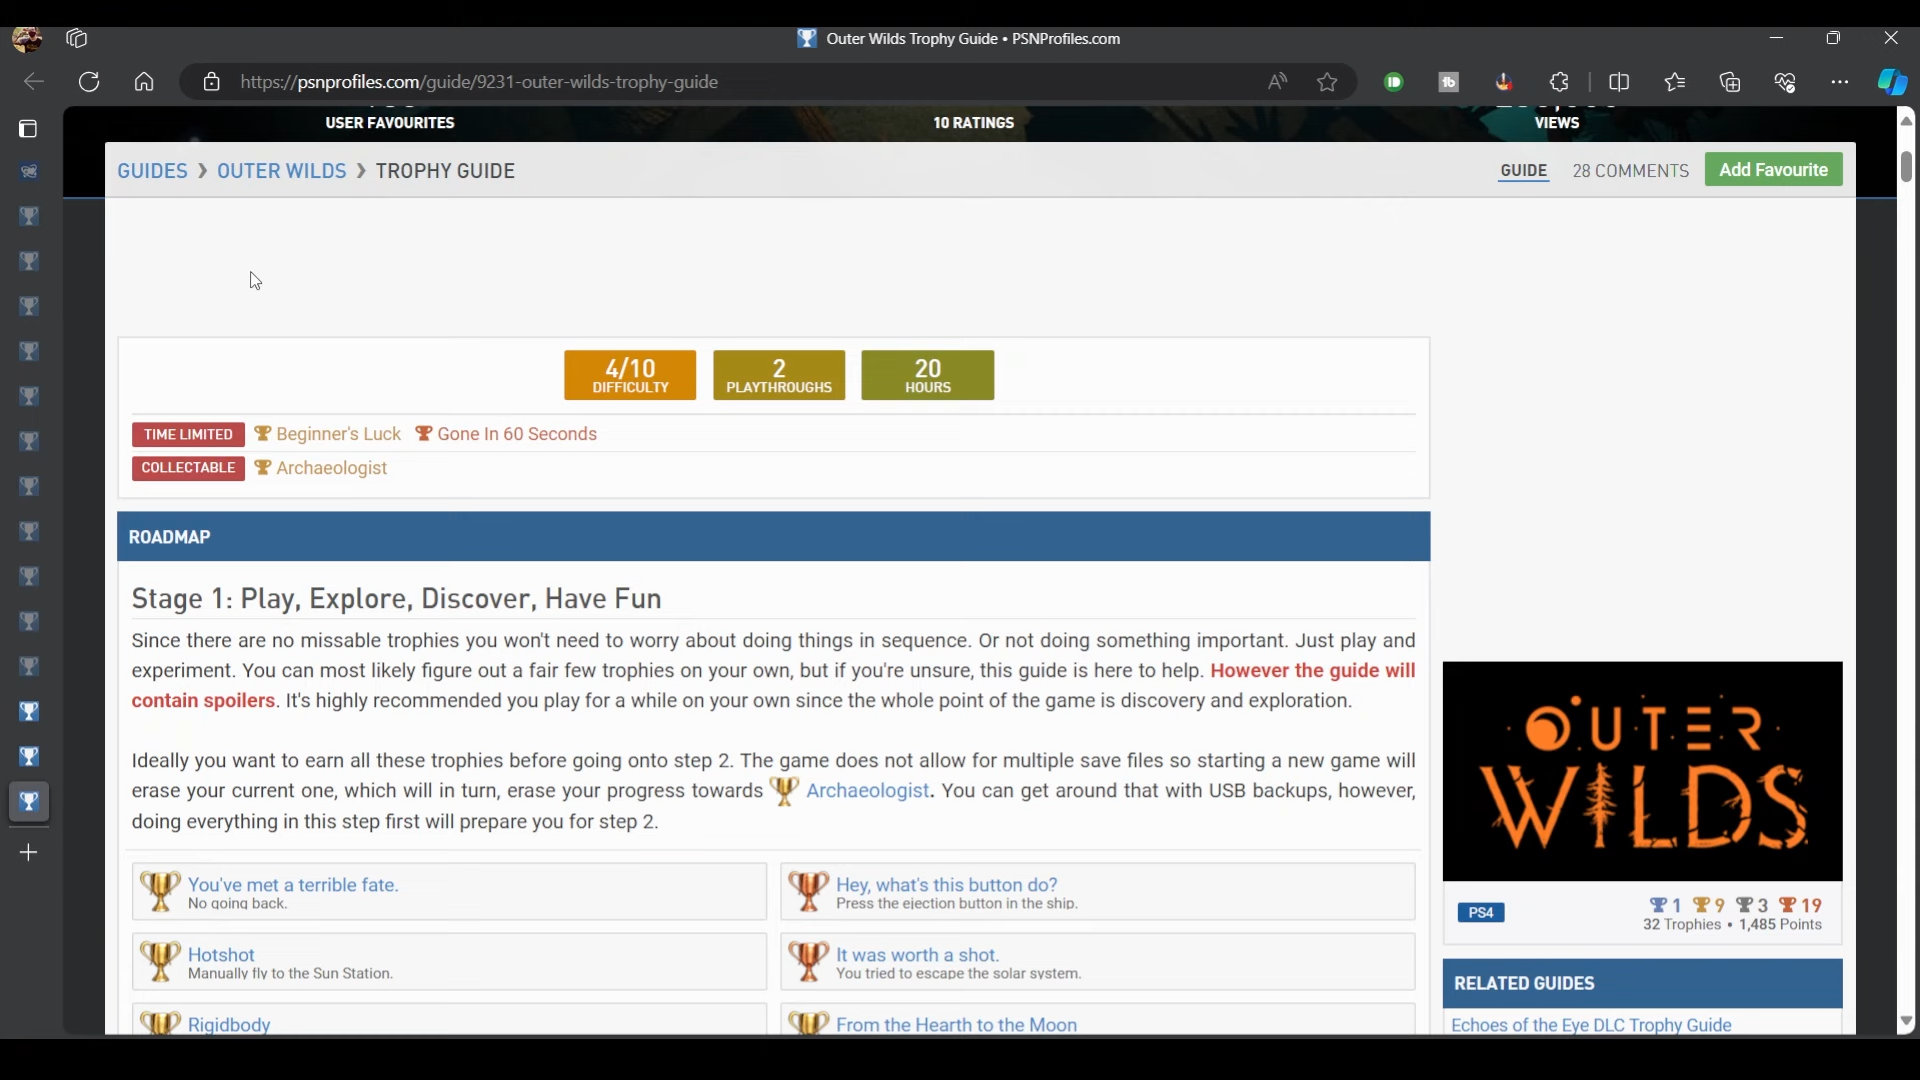 Outer Wilds Trophy Guide • PSNProfiles.com
https://psnprofiles.com/guide/9231-outer-wilds-trophy-guide
USER FAVOURITES
10 RATINGS
VIEWS
GUIDES > OUTER WILDS > TROPHY GUIDE
GUIDE
28 COMMENTS
Add Favourite
4/10
DIFFICULTY
2
PLAYTHROUGHS
20
HOURS
TIME LIMITED Beginner's Luck Gone In 60 Seconds
COLLECTABLE Archaeologist
ROADMAP
Stage 1: Play, Explore, Discover, Have Fun
Since there are no missable trophies you won't need to worry about doing things in sequence. Or not doing something important. Just play and
experiment. You can most likely figure out a fair few trophies on your own, but if you're unsure, this guide is here to help. However the guide will
contain spoilers. It's highly recommended you play for a while on your own since the whole point of the game is discovery and exploration.
Ideally you want to earn all these trophies before going onto step 2. The game does not allow for multiple save files so starting a new game will
erase your current one, which will in turn, erase your progress towards Archaeologist. You can get around that with USB backups, however,
doing everything in this step first will prepare you for step 2.
You've met a terrible fate.
No going back.
Hey, what's this button do?
Press the ejection button in the ship.
Hotshot
Manually fly to the Sun Station.
It was worth a shot.
You tried to escape the solar system.
Rigidbody
From the Hearth to the Moon
OUTER
WILDS
PS4
1 9 3 19
32 Trophies • 1,485 Points
RELATED GUIDES
Echoes of the Eye DLC Trophy Guide